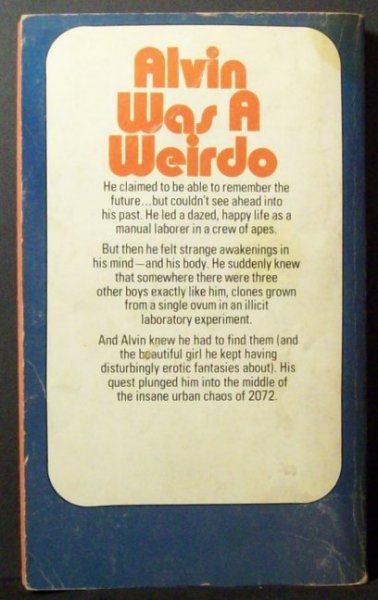 Alvin
Was A
Weirdo
He claimed to be able to remember the
future...but couldn't see ahead into
his past. He led a dazed, happy life as a
manual laborer in a crew of apes.
But then he felt strange awakenings in
his mind—and his body. He suddenly knew
that somewhere there were three
other boys exactly like him, clones grown
from a single ovum in an illicit
laboratory experiment.
And Alvin knew he had to find them (and
the beautiful girl he kept having
disturbingly erotic fantasies about). His
quest plunged him into the middle of
the insane urban chaos of 2072.